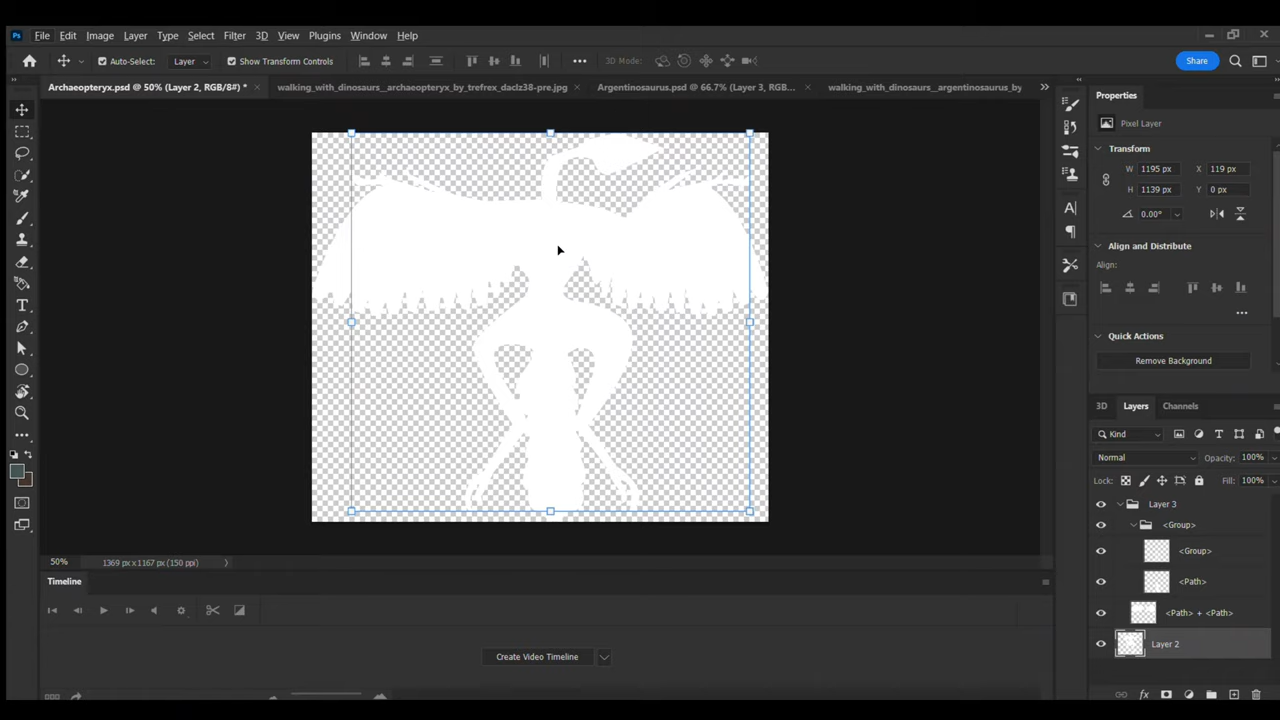 Ps File Edit Image Layer Type Select Filter 3D View Plugins Window Help
Auto-Select: Layer Show Transform Controls 3D Mode: Share
Archaeopteryx.psd @ 50% (Layer 2, RGB/8#) * walking_with_dinosaurs__archaeopteryx_by_trefrex_daclz38-pre.jpg Argentinosaurus.psd @ 66.7% (Layer 3, RGB... walking_with_dinosaurs__argentinosaurus_by
Properties
Pixel Layer
Transform
W 1195 px X 119 px
H 1139 px Y 0 px
0.00°
Align and Distribute
Align:
Quick Actions
Remove Background
3D Layers Channels
Kind
Normal Opacity: 100%
Lock: Fill: 100%
Layer 3
<Group>
<Group>
<Path>
<Path> + <Path>
Layer 2
50% 1369 px x 1167 px (150 ppi)
Timeline
Create Video Timeline